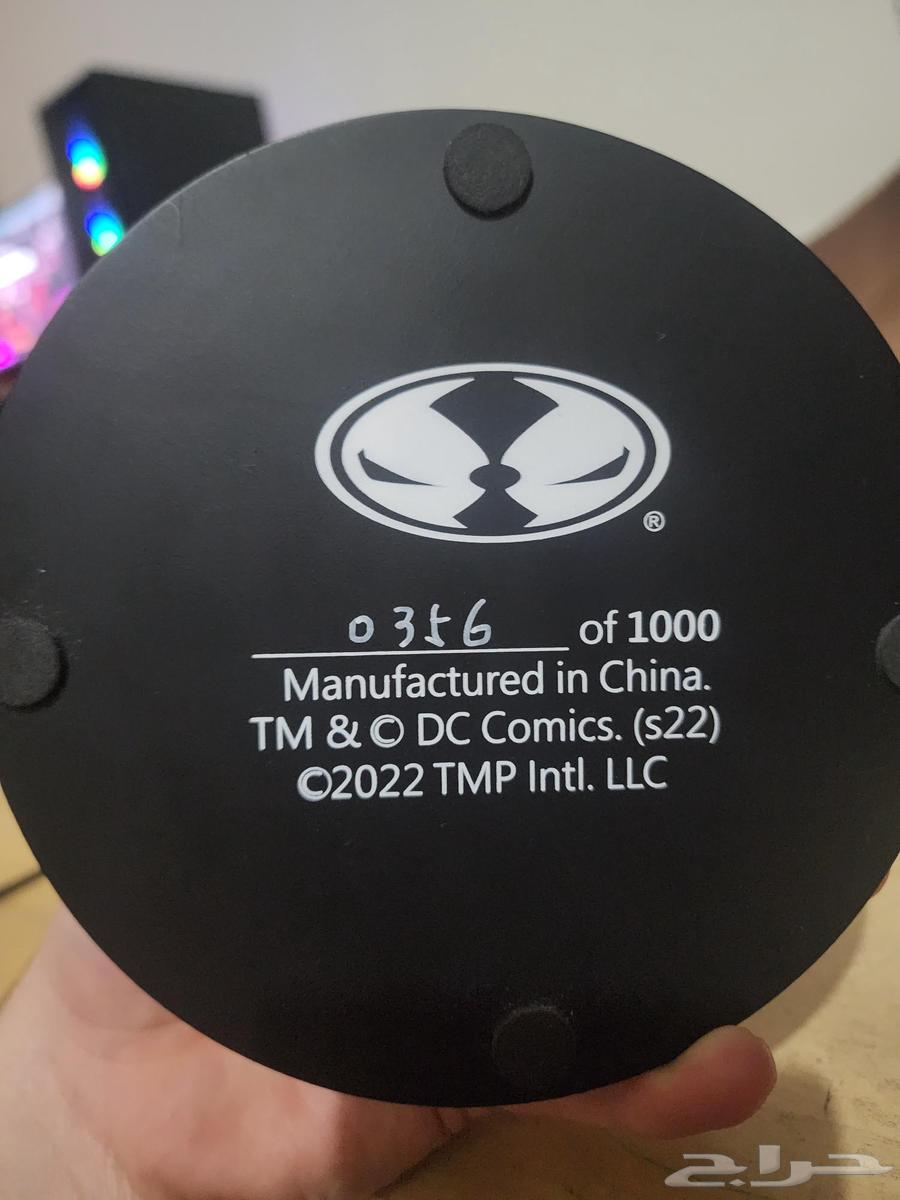 ®
0356 of 1000
Manufactured in China.
TM & © DC Comics. (s22)
©2022 TMP Intl. LLC
حراج